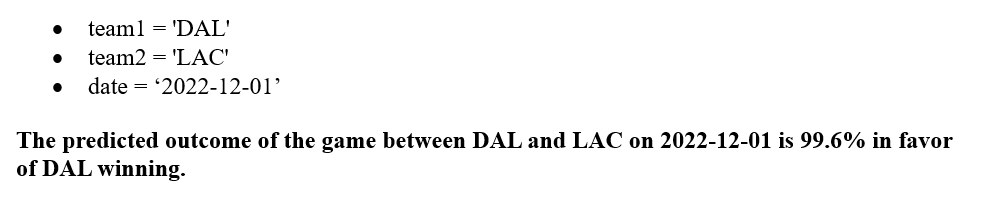 • team1 = 'DAL'
• team2 = 'LAC'
• date = ‘2022-12-01’
The predicted outcome of the game between DAL and LAC on 2022-12-01 is 99.6% in favor
of DAL winning.